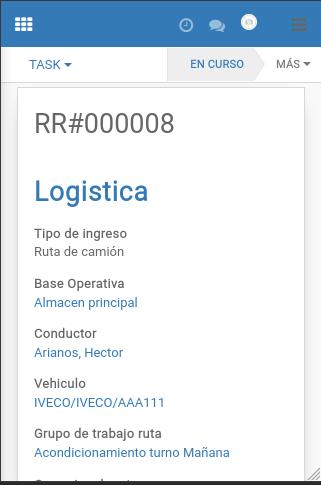 TASK
EN CURSO
MÁS
RR#000008
Logistica
Tipo de ingreso
Ruta de camión
Base Operativa
Almacen principal
Conductor
Arianos, Hector
Vehiculo
IVECO/IVECO/AAA111
Grupo de trabajo ruta
Acondicionamiento turno Mañana